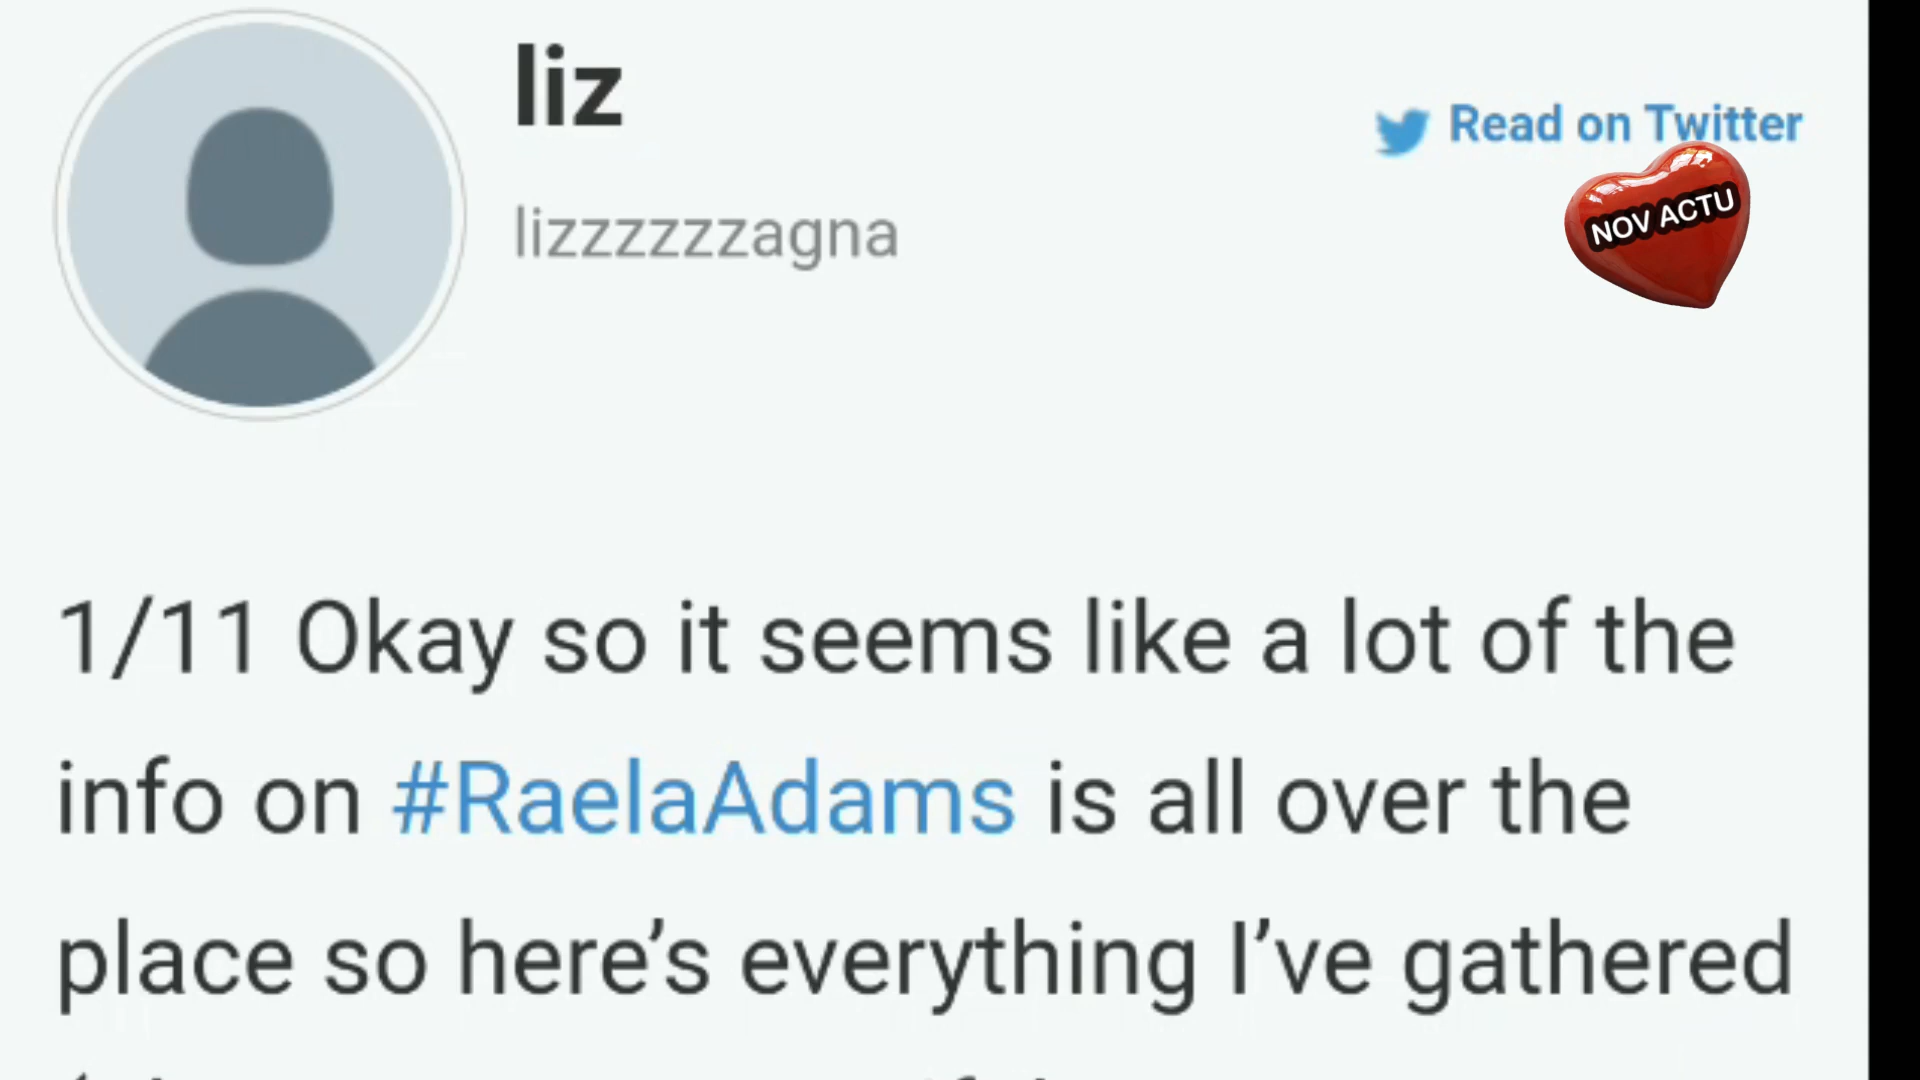 liz
Read on Twitter
NOV ACTU
lizzzzzzagna
1/11 Okay so it seems like a lot of the
info on #RaelaAdams is all over the
place so here’s everything I’ve gathered